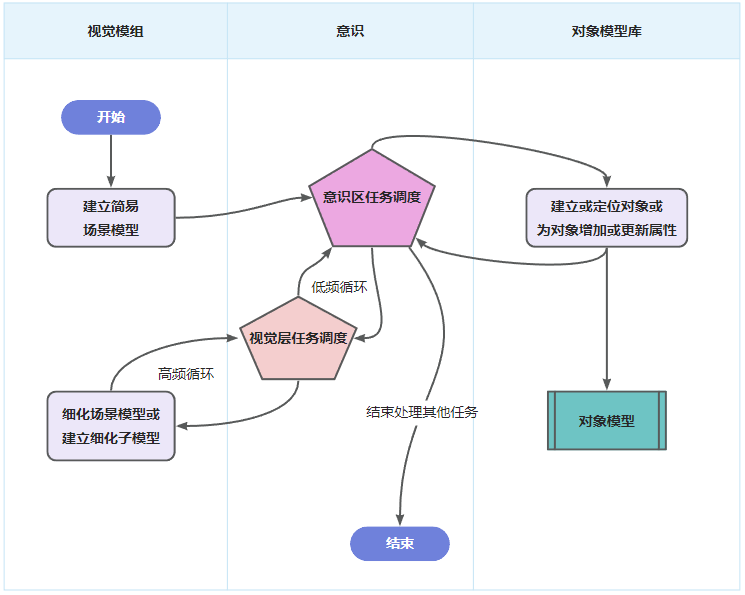 视觉模组
意识
对象模型库
开始
建立简易
场景模型
意识区任务调度
建立或定位对象或
为对象增加或更新属性
低频循环
视觉层任务调度
高频循环
细化场景模型或
建立细化子模型
结束处理其他任务
对象模型
结束